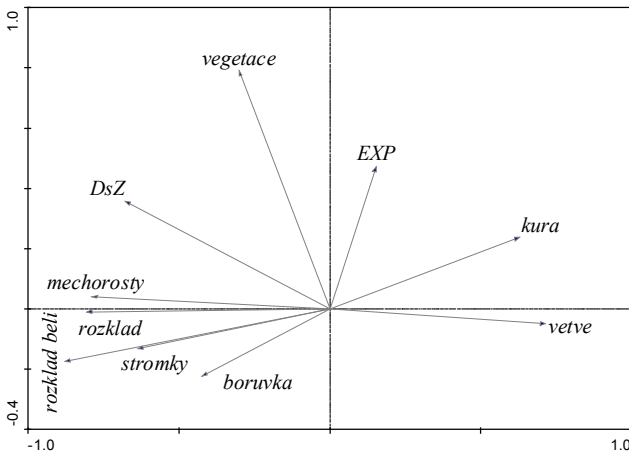 1.0
vegetace
EXP
DsZ
kura
mechorosty
rozklad
vetve
rozklad beli
stromky
boruvka
-0.4
-1.0
1.0